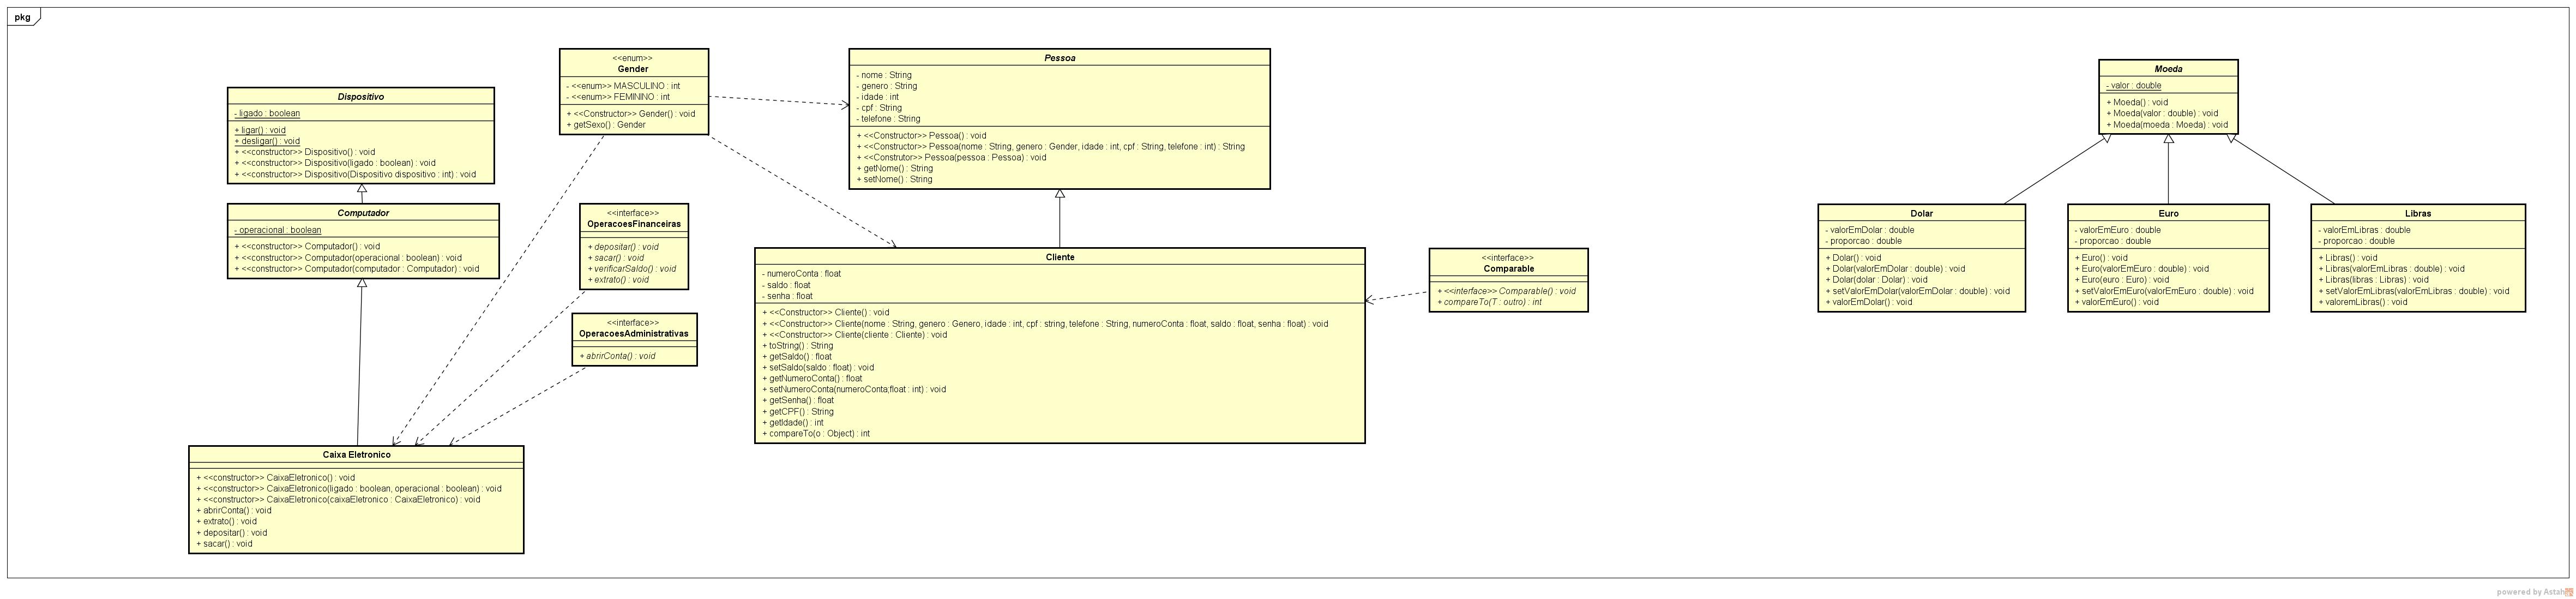 pkg
Dispositivo
- ligado : boolean
+ ligar() : void
+ desligar() : void
+ <<constructor>> Dispositivo() : void
+ <<constructor>> Dispositivo(ligado : boolean) : void
+ <<constructor>> Dispositivo(Dispositivo dispositivo : int) : void
Computador
- operacional : boolean
+ <<constructor>> Computador() : void
+ <<constructor>> Computador(operacional : boolean) : void
+ <<constructor>> Computador(computador : Computador) : void
Caixa Eletronico
+ <<constructor>> CaixaEletronico() : void
+ <<constructor>> CaixaEletronico(ligado : boolean, operacional : boolean) : void
+ <<constructor>> CaixaEletronico(caixaEletronico : CaixaEletronico) : void
+ abrirConta() : void
+ extrato() : void
+ depositar() : void
+ sacar() : void
<<enum>>
Gender
- <<enum>> MASCULINO : int
- <<enum>> FEMININO : int
+ <<Constructor>> Gender() : void
+ getSexo() : Gender
<<interface>>
OperacoesFinanceiras
+ depositar() : void
+ sacar() : void
+ verificarSaldo() : void
+ extrato() : void
<<interface>>
OperacoesAdministrativas
+ abrirConta() : void
Pessoa
- nome : String
- genero : String
- idade : int
- cpf : String
- telefone : String
+ <<Constructor>> Pessoa() : void
+ <<Constructor>> Pessoa(nome : String, genero : Gender, idade : int, cpf : String, telefone : int) : String
+ <<Construtor>> Pessoa(pessoa : Pessoa) : void
+ getNome() : String
+ setNome() : String
Cliente
- numeroConta : float
- saldo : float
- senha : float
+ <<Constructor>> Cliente() : void
+ <<Constructor>> Cliente(nome : String, genero : Genero, idade : int, cpf : string, telefone : String, numeroConta : float, saldo : float, senha : float) : void
+ <<Constructor>> Cliente(cliente : Cliente) : void
+ toString() : String
+ getSaldo() : float
+ setSaldo(saldo : float) : void
+ getNumeroConta() : float
+ setNumeroConta(numeroConta;float : int) : void
+ getSenha() : float
+ getCPF() : String
+ getIdade() : int
+ compareTo(o : Object) : int
<<interface>>
Comparable
+ <<interface>> Comparable() : void
+ compareTo(T : outro) : int
Moeda
- valor : double
+ Moeda() : void
+ Moeda(valor : double) : void
+ Moeda(moeda : Moeda) : void
Dolar
- valorEmDolar : double
- proporcao : double
+ Dolar() : void
+ Dolar(valorEmDolar : double) : void
+ Dolar(dolar : Dolar) : void
+ setValorEmDolar(valorEmDolar : double) : void
+ valorEmDolar() : void
Euro
- valorEmEuro : double
- proporcao : double
+ Euro() : void
+ Euro(valorEmEuro : double) : void
+ Euro(euro : Euro) : void
+ setValorEmEuro(valorEmEuro : double) : void
+ valorEmEuro() : void
Libras
- valorEmLibras : double
- proporcao : double
+ Libras() : void
+ Libras(valorEmLibras : double) : void
+ Libras(libras : Libras) : void
+ setValorEmLibras(valorEmLibras : double) : void
+ valoremLibras() : void
powered by Astah